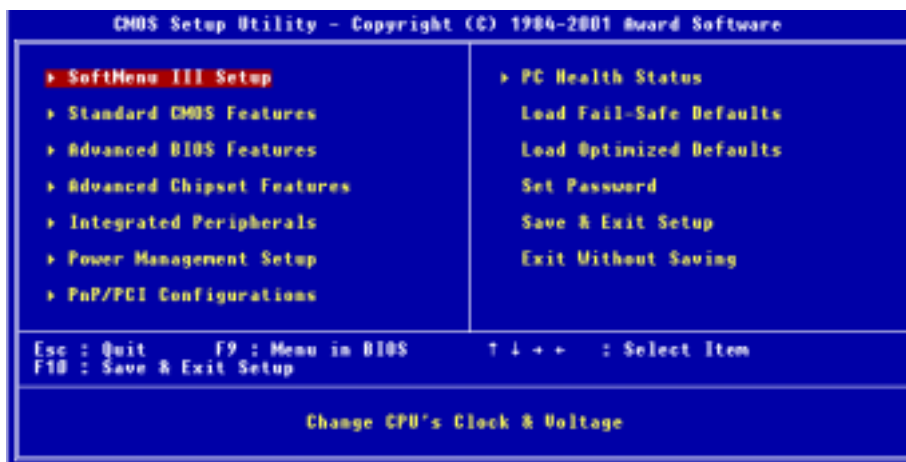 CMOS Setup Utility - Copyright (C) 1984-2001 Award Software
▸ SoftMenu III Setup
▸ Standard CMOS Features
▸ Advanced BIOS Features
▸ Advanced Chipset Features
▸ Integrated Peripherals
▸ Power Management Setup
▸ PnP/PCI Configurations
▸ PC Health Status
Load Fail-Safe Defaults
Load Optimized Defaults
Set Password
Save & Exit Setup
Exit Without Saving
Esc : Quit F9 : Menu in BIOS ↑ ↓ → ← : Select Item
F10 : Save & Exit Setup
Change CPU's Clock & Voltage